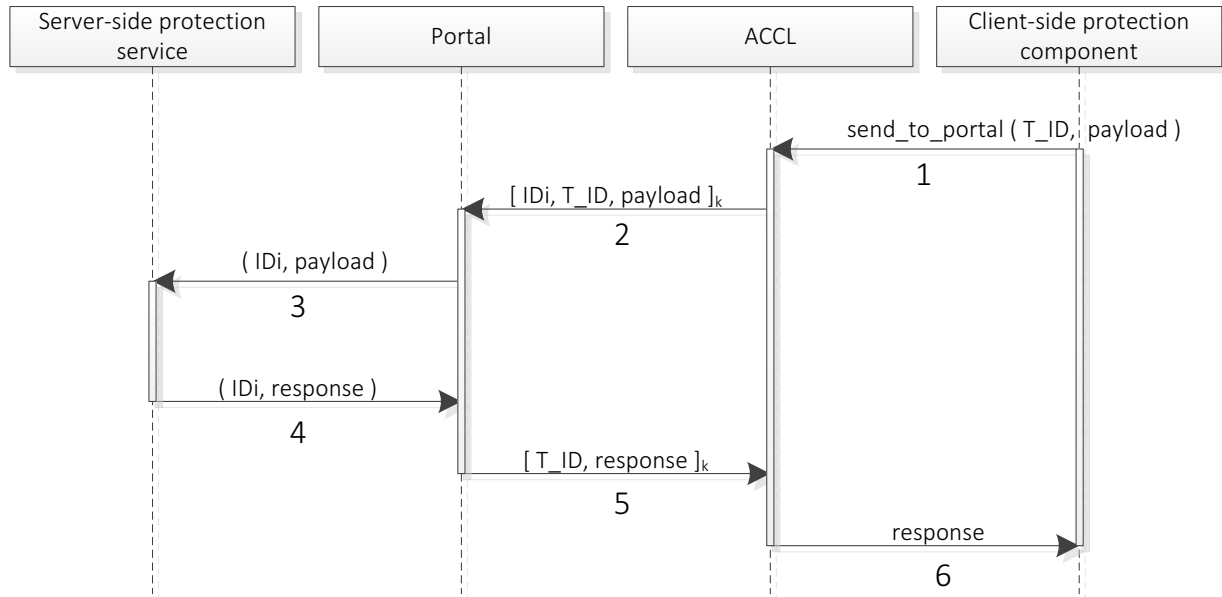 Server-side protection
service
Portal
ACCL
Client-side protection
component
send_to_portal ( T_ID,  payload )
1
[ IDi, T_ID, payload ]k
2
( IDi, payload )
3
( IDi, response )
4
[ T_ID, response ]k
5
response
6